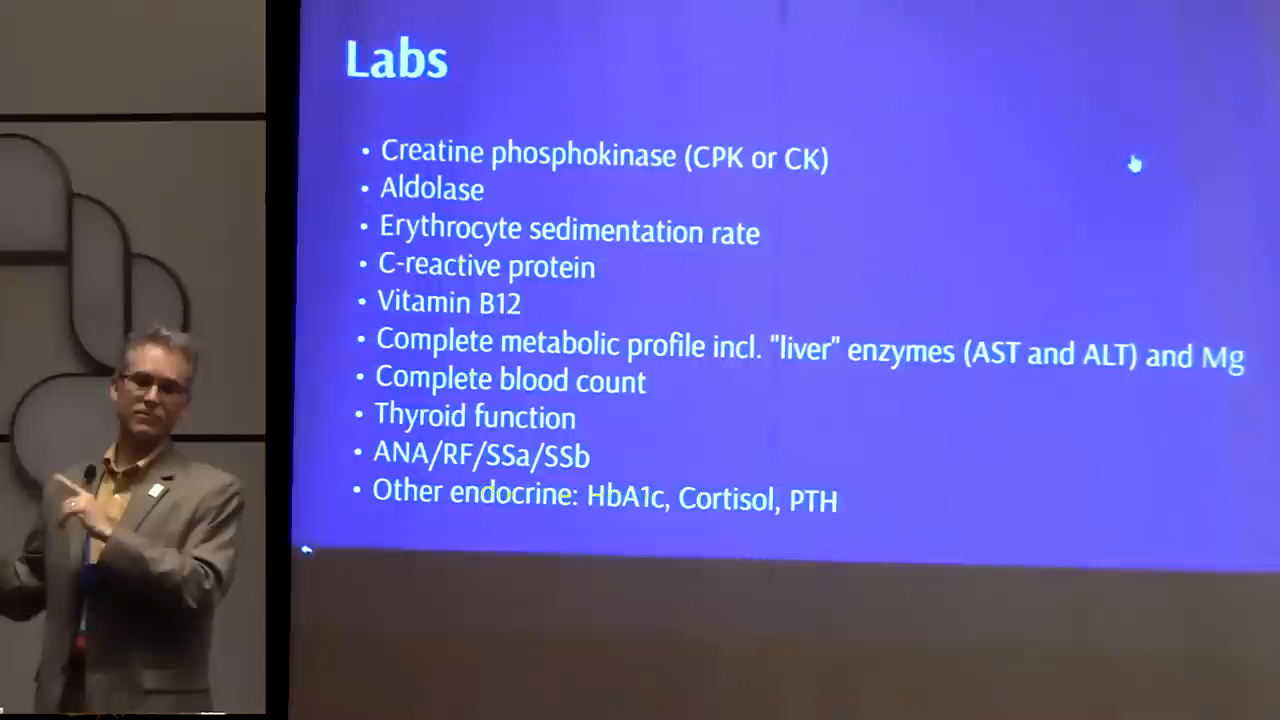 Labs
• Creatine phosphokinase (CPK or CK)
• Aldolase
• Erythrocyte sedimentation rate
• C-reactive protein
• Vitamin B12
• Complete metabolic profile incl. "liver" enzymes (AST and ALT) and Mg
• Complete blood count
• Thyroid function
• ANA/RF/SSa/SSb
• Other endocrine: HbA1c, Cortisol, PTH